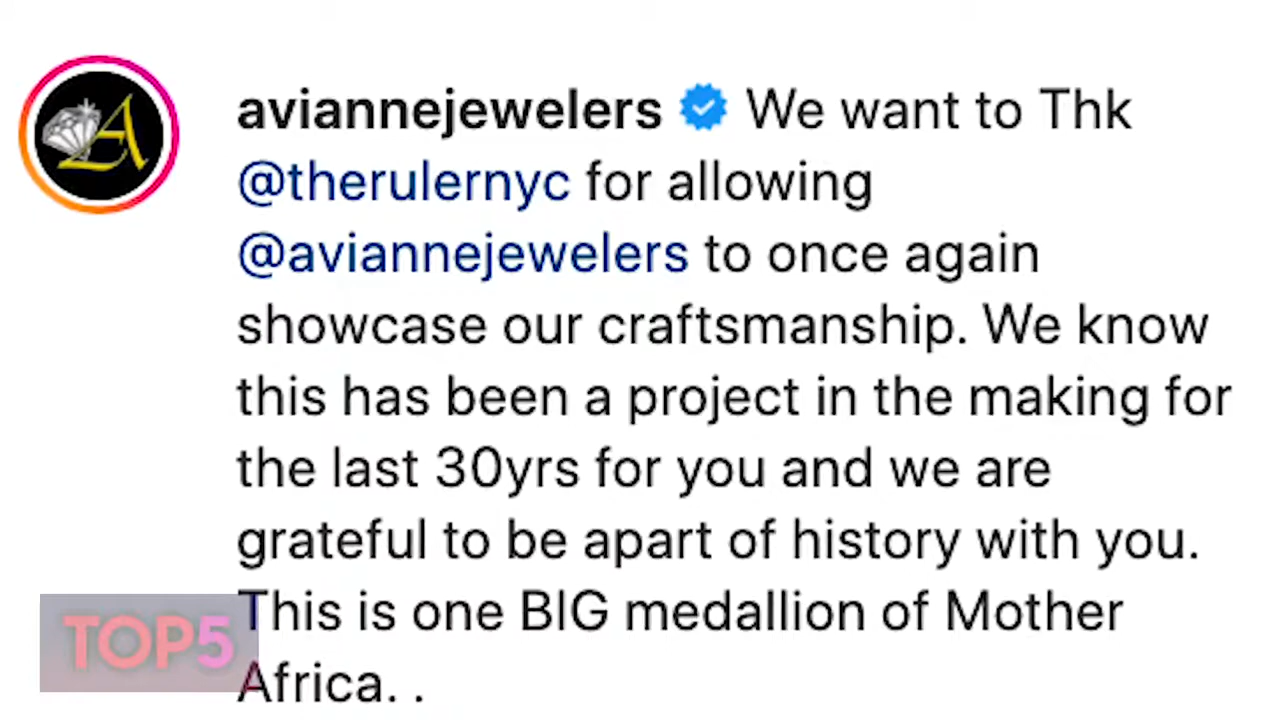 aviannejewelers We want to Thk
@therulernyc for allowing
@aviannejewelers to once again
showcase our craftsmanship. We know
this has been a project in the making for
the last 30yrs for you and we are
grateful to be apart of history with you.
This is one BIG medallion of Mother
Africa. .
TOP5